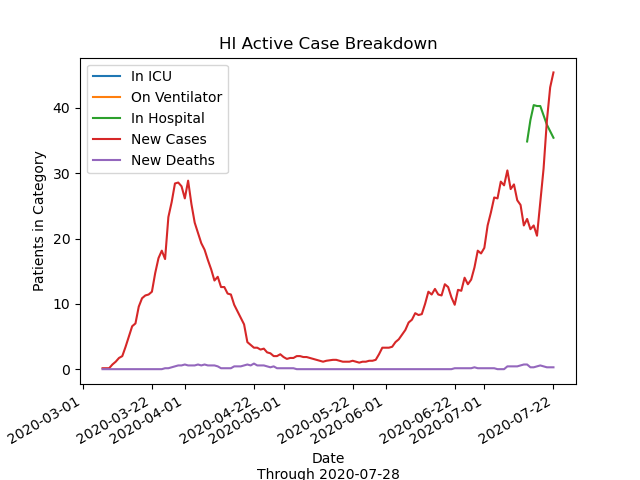 HI Active Case Breakdown
In ICU
On Ventilator
In Hospital
New Cases
New Deaths
Patients in Category
40
30
20
10
0
2020-03-01
2020-03-22
2020-04-01
2020-04-22
2020-05-01
2020-05-22
2020-06-01
2020-06-22
2020-07-01
2020-07-22
Date
Through 2020-07-28